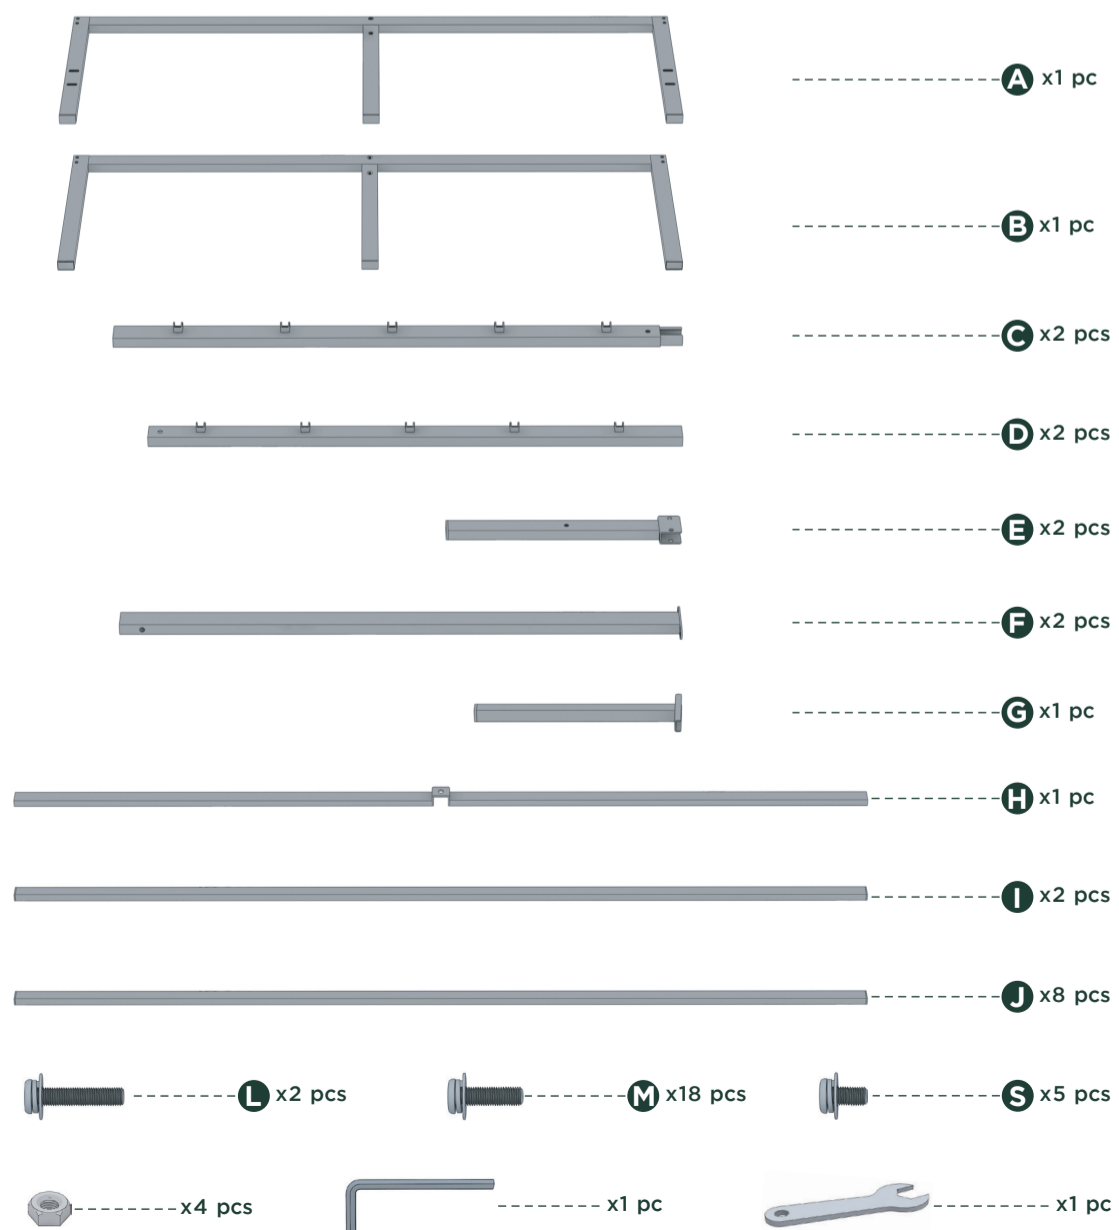 A x1 pc
B x1 pc
C x2 pcs
D x2 pcs
E x2 pcs
F x2 pcs
G x1 pc
H x1 pc
I x2 pcs
J x8 pcs
L x2 pcs M x18 pcs S x5 pcs
x4 pcs x1 pc x1 pc